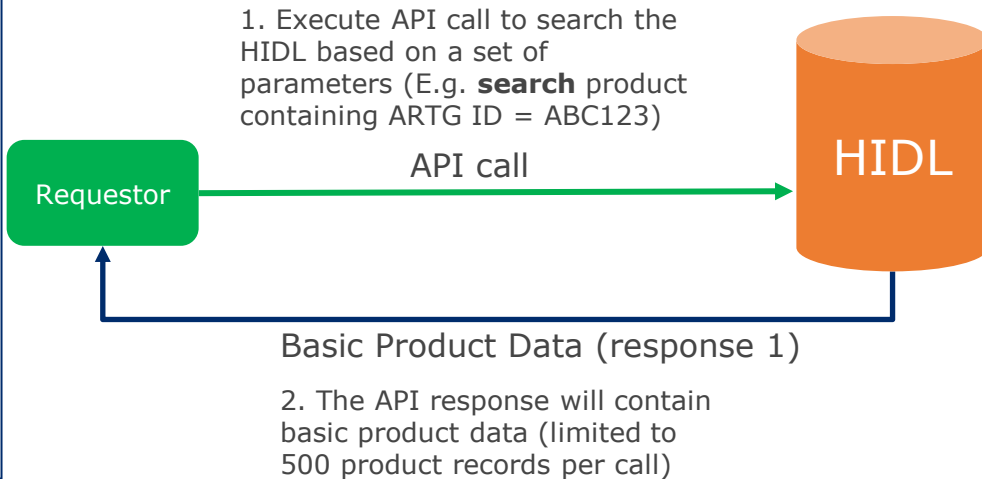 1. Execute API call to search the
HIDL based on a set of
parameters (E.g. search product
containing ARTG ID = ABC123)
API call
HIDL
Requestor
Basic Product Data (response 1)
2. The API response will contain
basic product data (limited to
500 product records per call)